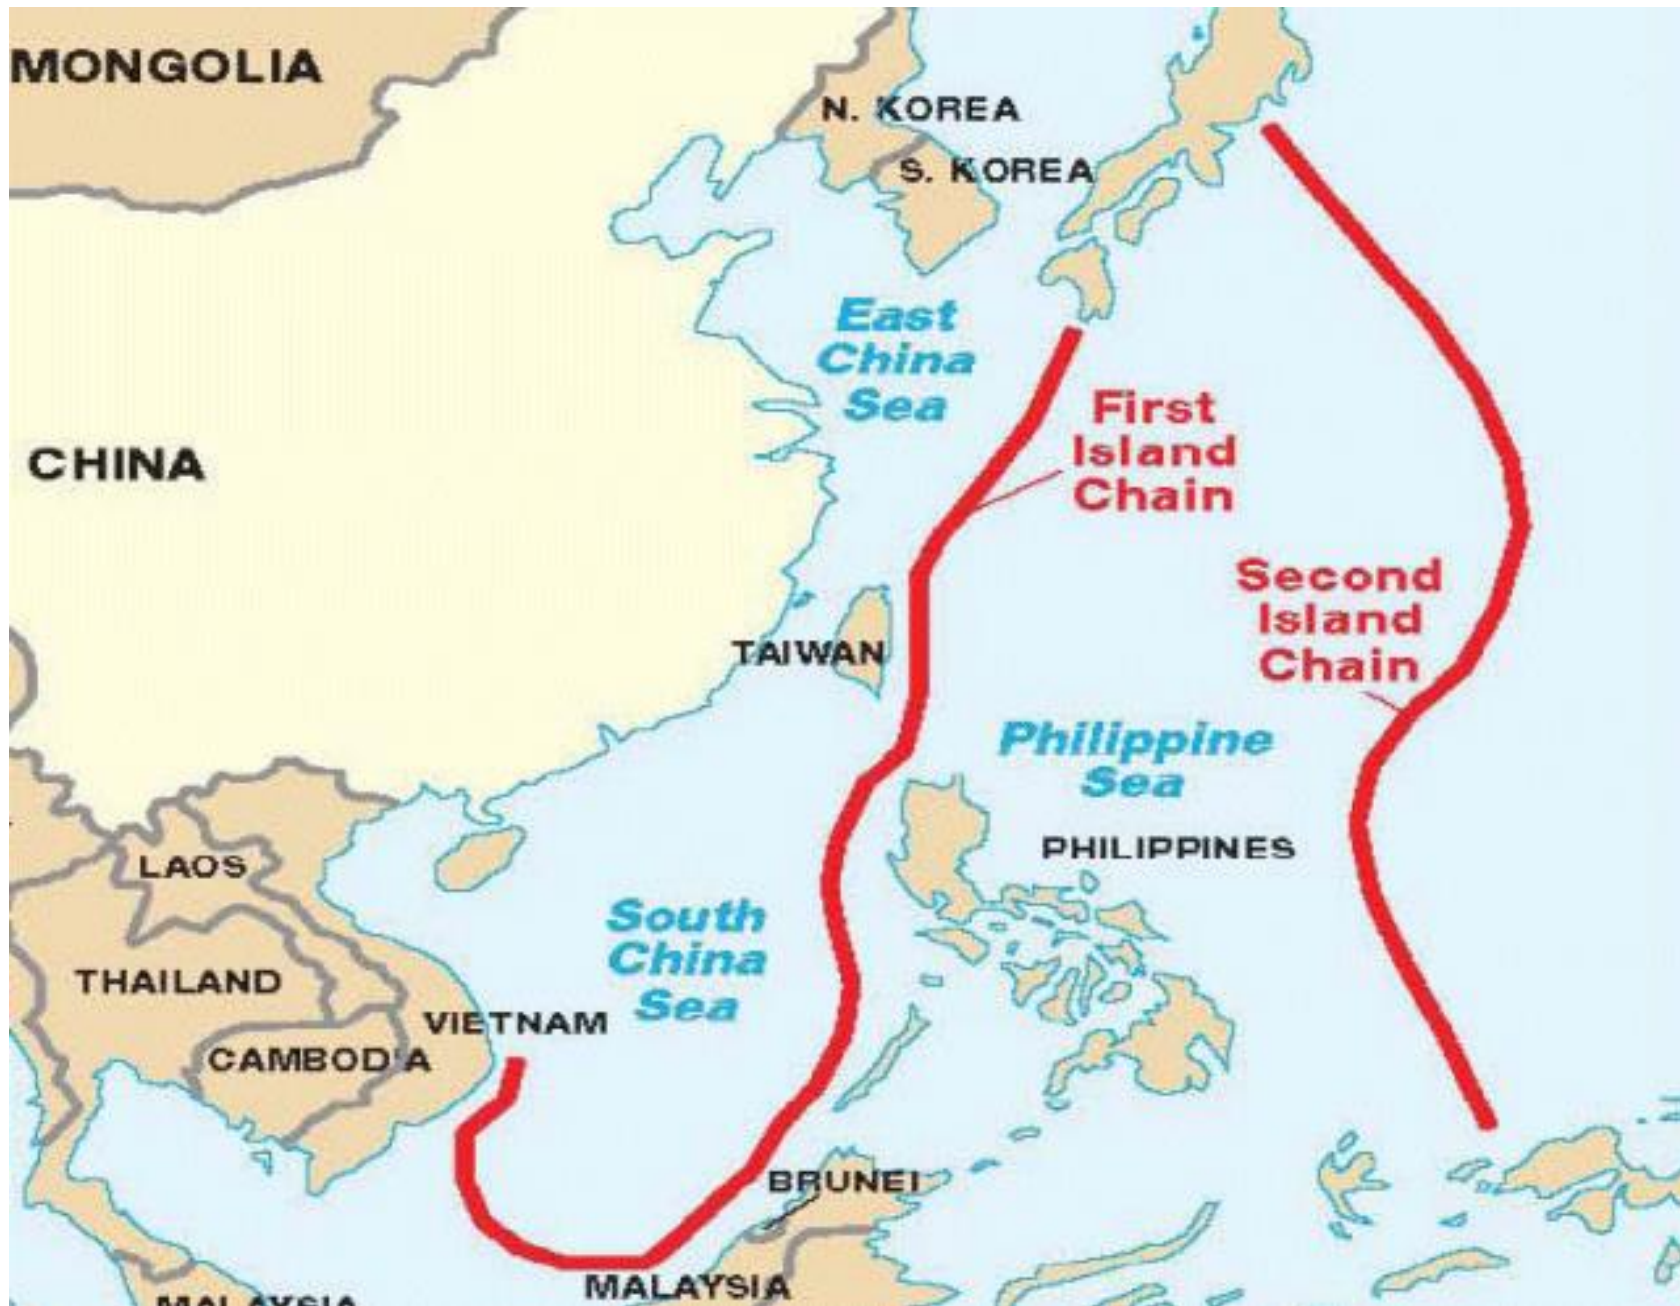 MONGOLIA
N. KOREA
S. KOREA
East
China
Sea
First
Island
Chain
CHINA
Second
Island
Chain
TAIWAN
Philippine
Sea
PHILIPPINES
LAOS
South
China
Sea
THAILAND
VIETNAM
CAMBODIA
BRUNEI
MALAYSIA
MALAYSIA